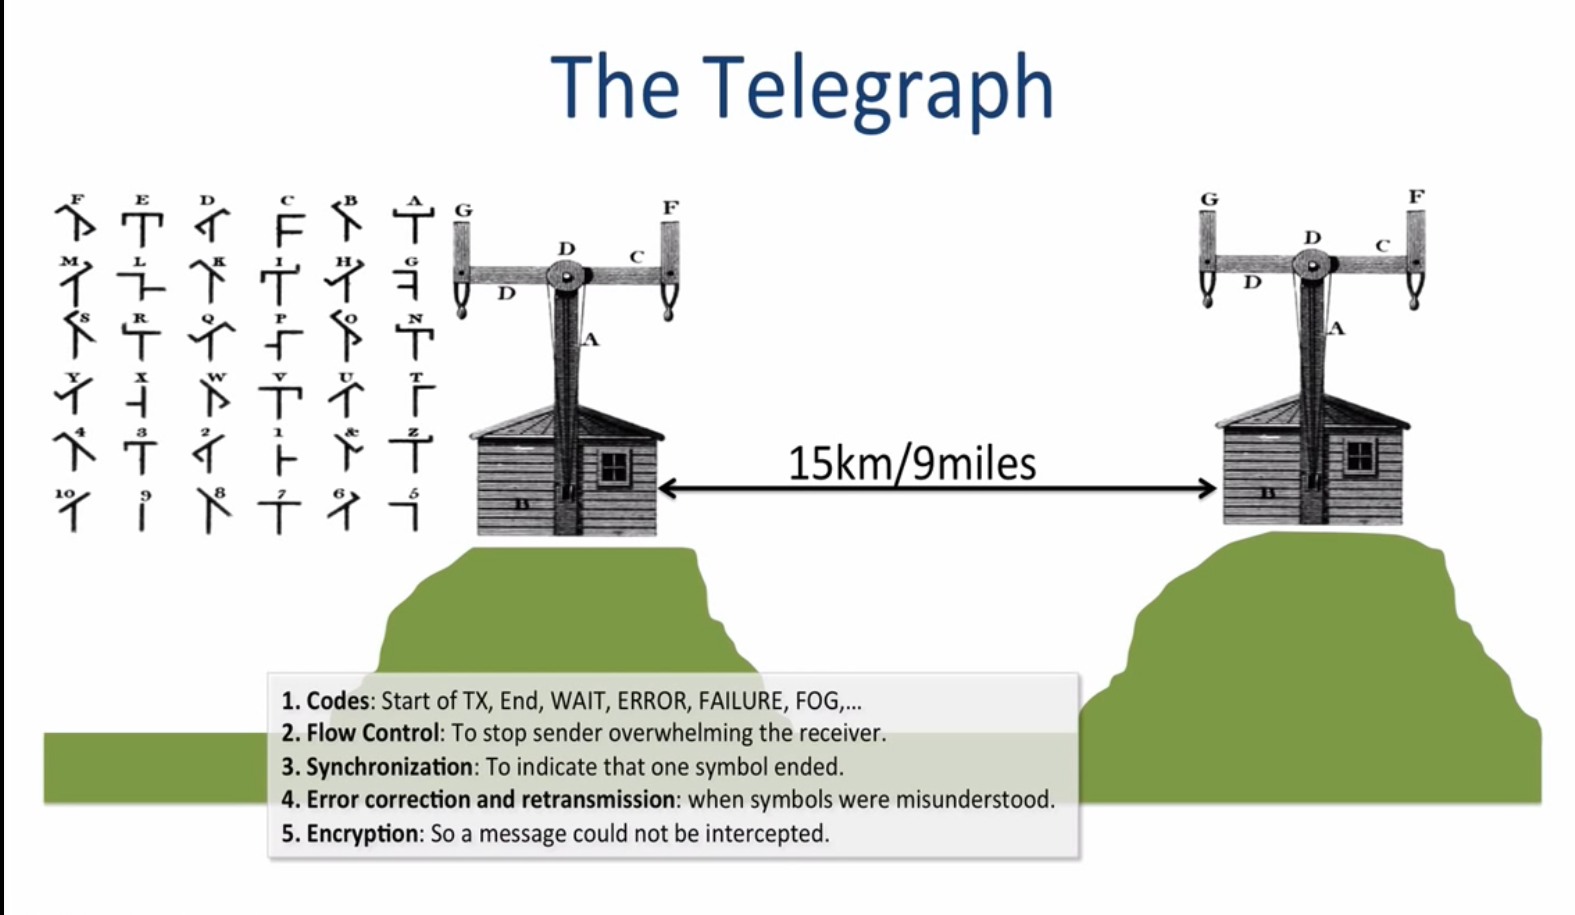 The Telegraph
F E D C B A
M L K I H G
S R Q P O N
Y X W V U T
4 3 2 1 & Z
10 9 8 7 6 5
G F
D C
D
A
B
G F
D C
D
A
B
15km/9miles
1. Codes: Start of TX, End, WAIT, ERROR, FAILURE, FOG,...
2. Flow Control: To stop sender overwhelming the receiver.
3. Synchronization: To indicate that one symbol ended.
4. Error correction and retransmission: when symbols were misunderstood.
5. Encryption: So a message could not be intercepted.